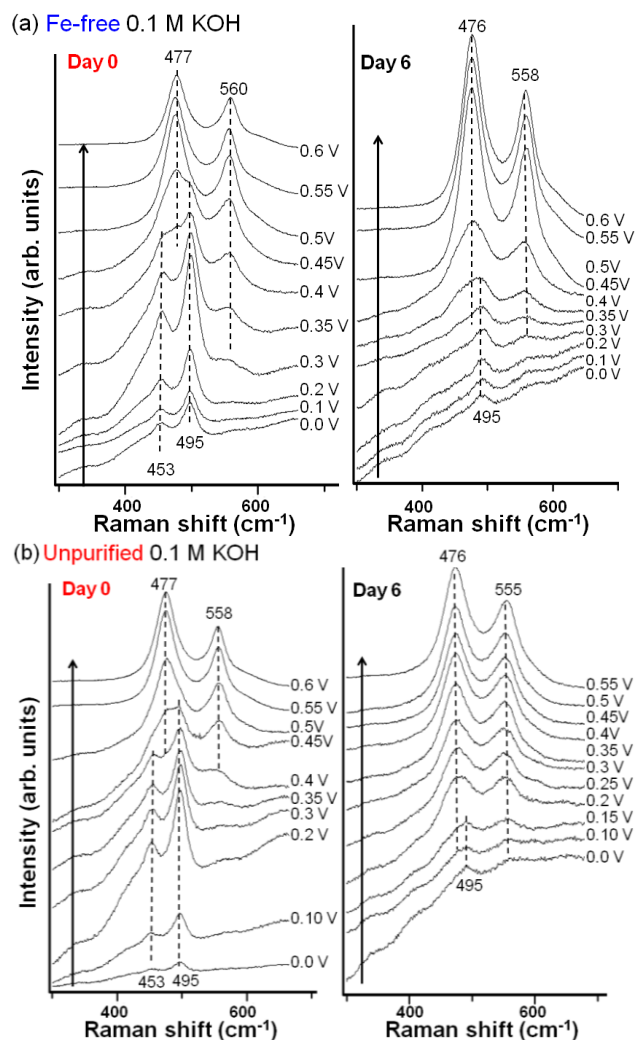 (a) Fe-free 0.1 M KOH
Day 0
477
560
0.6 V
0.55 V
0.5V
0.45V
0.4 V
0.35 V
0.3 V
0.2 V
0.1 V
0.0 V
495
453
400
600
Raman shift (cm-1)
Intensity (arb. units)
Day 6
476
558
0.6 V
0.55 V
0.5V
0.45V
0.4 V
0.35V
0.3 V
0.2 V
0.1 V
0.0 V
495
400
600
Raman shift (cm-1)
(b) Unpurified 0.1 M KOH
Day 0
477
558
0.6 V
0.55 V
0.5V
0.45V
0.4 V
0.35 V
0.3 V
0.2 V
0.10 V
0.0 V
453
495
400
600
Raman shift (cm-1)
Intensity (arb. units)
Day 6
476
555
0.55 V
0.5 V
0.45V
0.4V
0.35V
0.3 V
0.25 V
0.2 V
0.15 V
0.10 V
0.0 V
495
400
600
Raman shift (cm-1)